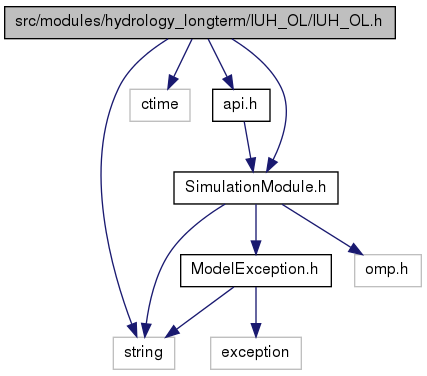 src/modules/hydrology_longterm/IUH_OL/IUH_OL.h
ctime
api.h
SimulationModule.h
ModelException.h
omp.h
string
exception